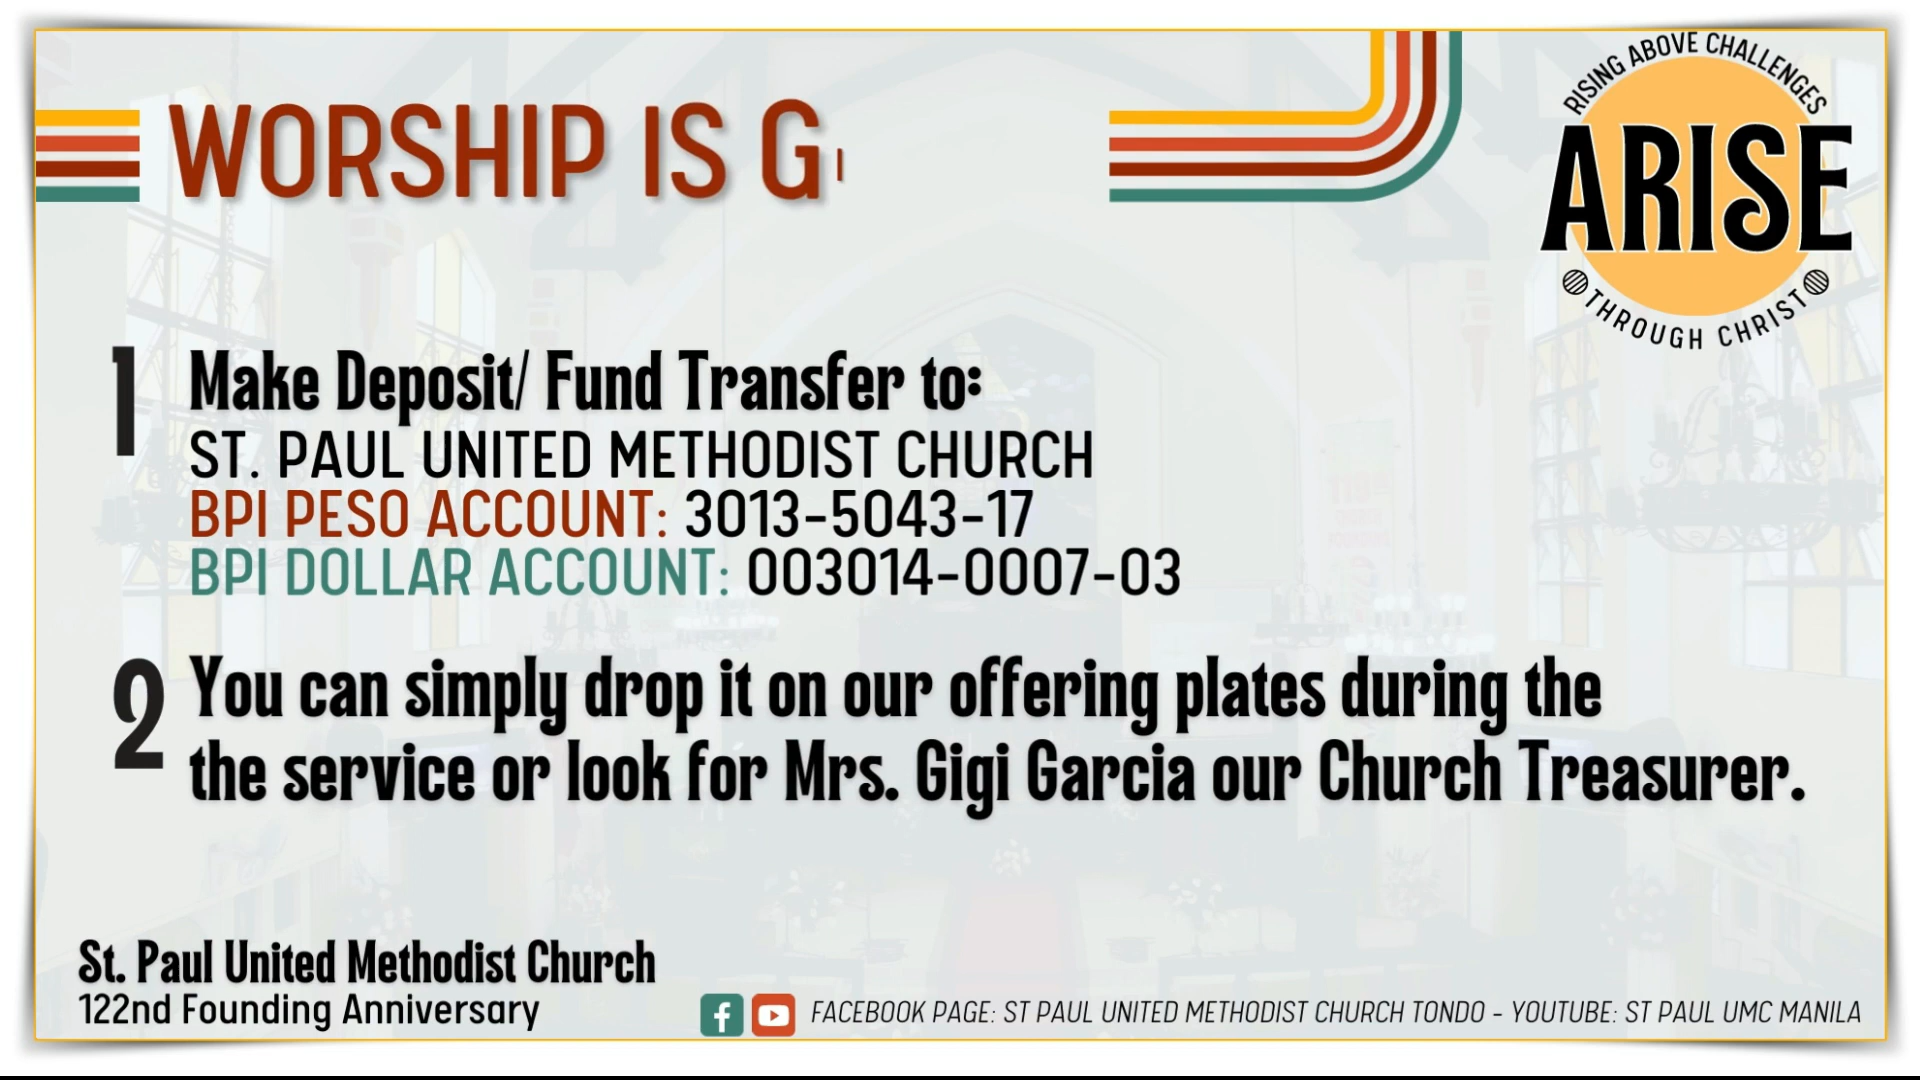 RISING ABOVE CHALLENGES
ARISE
THROUGH CHRIST
WORSHIP IS GI
1 Make Deposit/ Fund Transfer to:
ST. PAUL UNITED METHODIST CHURCH
BPI PESO ACCOUNT: 3013-5043-17
BPI DOLLAR ACCOUNT: 003014-0007-03
2 You can simply drop it on our offering plates during the
the service or look for Mrs. Gigi Garcia our Church Treasurer.
St. Paul United Methodist Church
122nd Founding Anniversary
FACEBOOK PAGE: ST PAUL UNITED METHODIST CHURCH TONDO - YOUTUBE: ST PAUL UMC MANILA